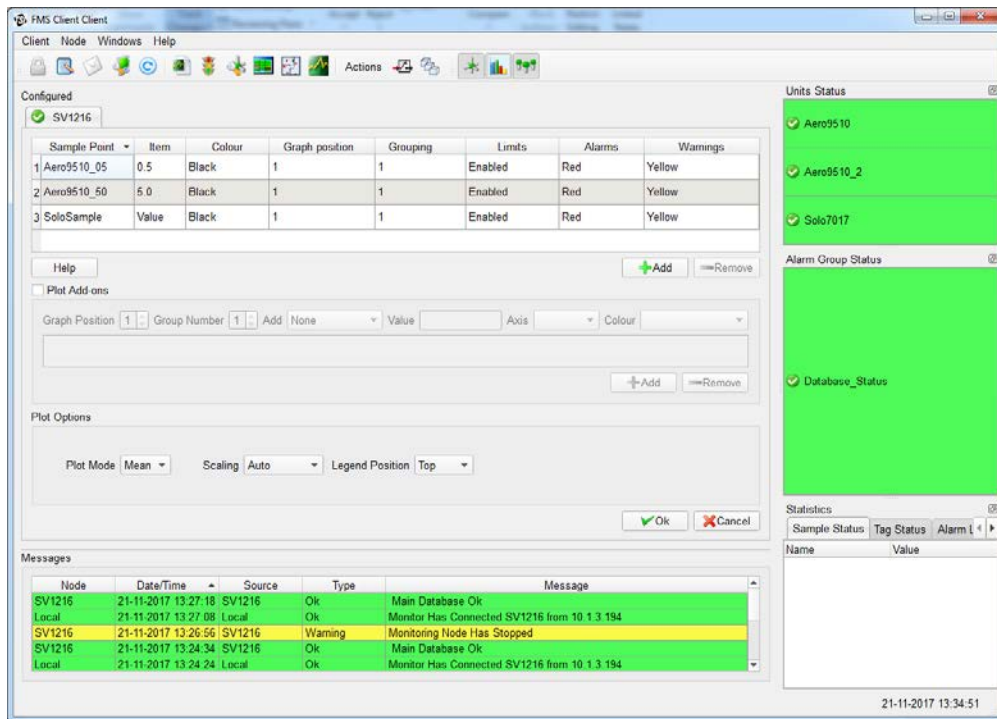 FMS Client Client
Client Node Windows Help
Actions
Configured
SV1216
Sample Point Item Colour Graph position Grouping Limits Alarms Warnings
1 Aero9510_05 0.5 Black 1 1 Enabled Red Yellow
2 Aero9510_50 5.0 Black 1 1 Enabled Red Yellow
3 SoloSample Value Black 1 1 Enabled Red Yellow
Help Add Remove
Plot Add-ons
Graph Position 1 Group Number 1 Add None Value Axis Colour
Add Remove
Plot Options
Plot Mode Mean Scaling Auto Legend Position Top
Ok Cancel
Messages
Node Date/Time Source Type Message
SV1216 21-11-2017 13:27:18 SV1216 Ok Main Database Ok
Local 21-11-2017 13:27:08 Local Ok Monitor Has Connected SV1216 from 10.1.3.194
SV1216 21-11-2017 13:26:56 SV1216 Warning Monitoring Node Has Stopped
SV1216 21-11-2017 13:24:34 SV1216 Ok Main Database Ok
Local 21-11-2017 13:24:24 Local Ok Monitor Has Connected SV1216 from 10.1.3.194
Units Status
Aero9510
Aero9510_2
Solo7017
Alarm Group Status
Database_Status
Statistics
Sample Status Tag Status Alarm
Name Value
21-11-2017 13:34:51